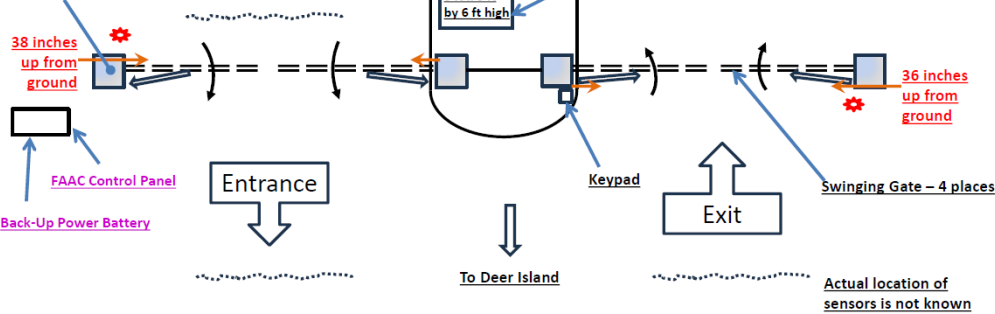 by 6 ft high
38 inches
up from
ground
36 inches
up from
ground
FAAC Control Panel
Back-Up Power Battery
Entrance
Keypad
Exit
Swinging Gate – 4 places
To Deer Island
Actual location of
sensors is not known